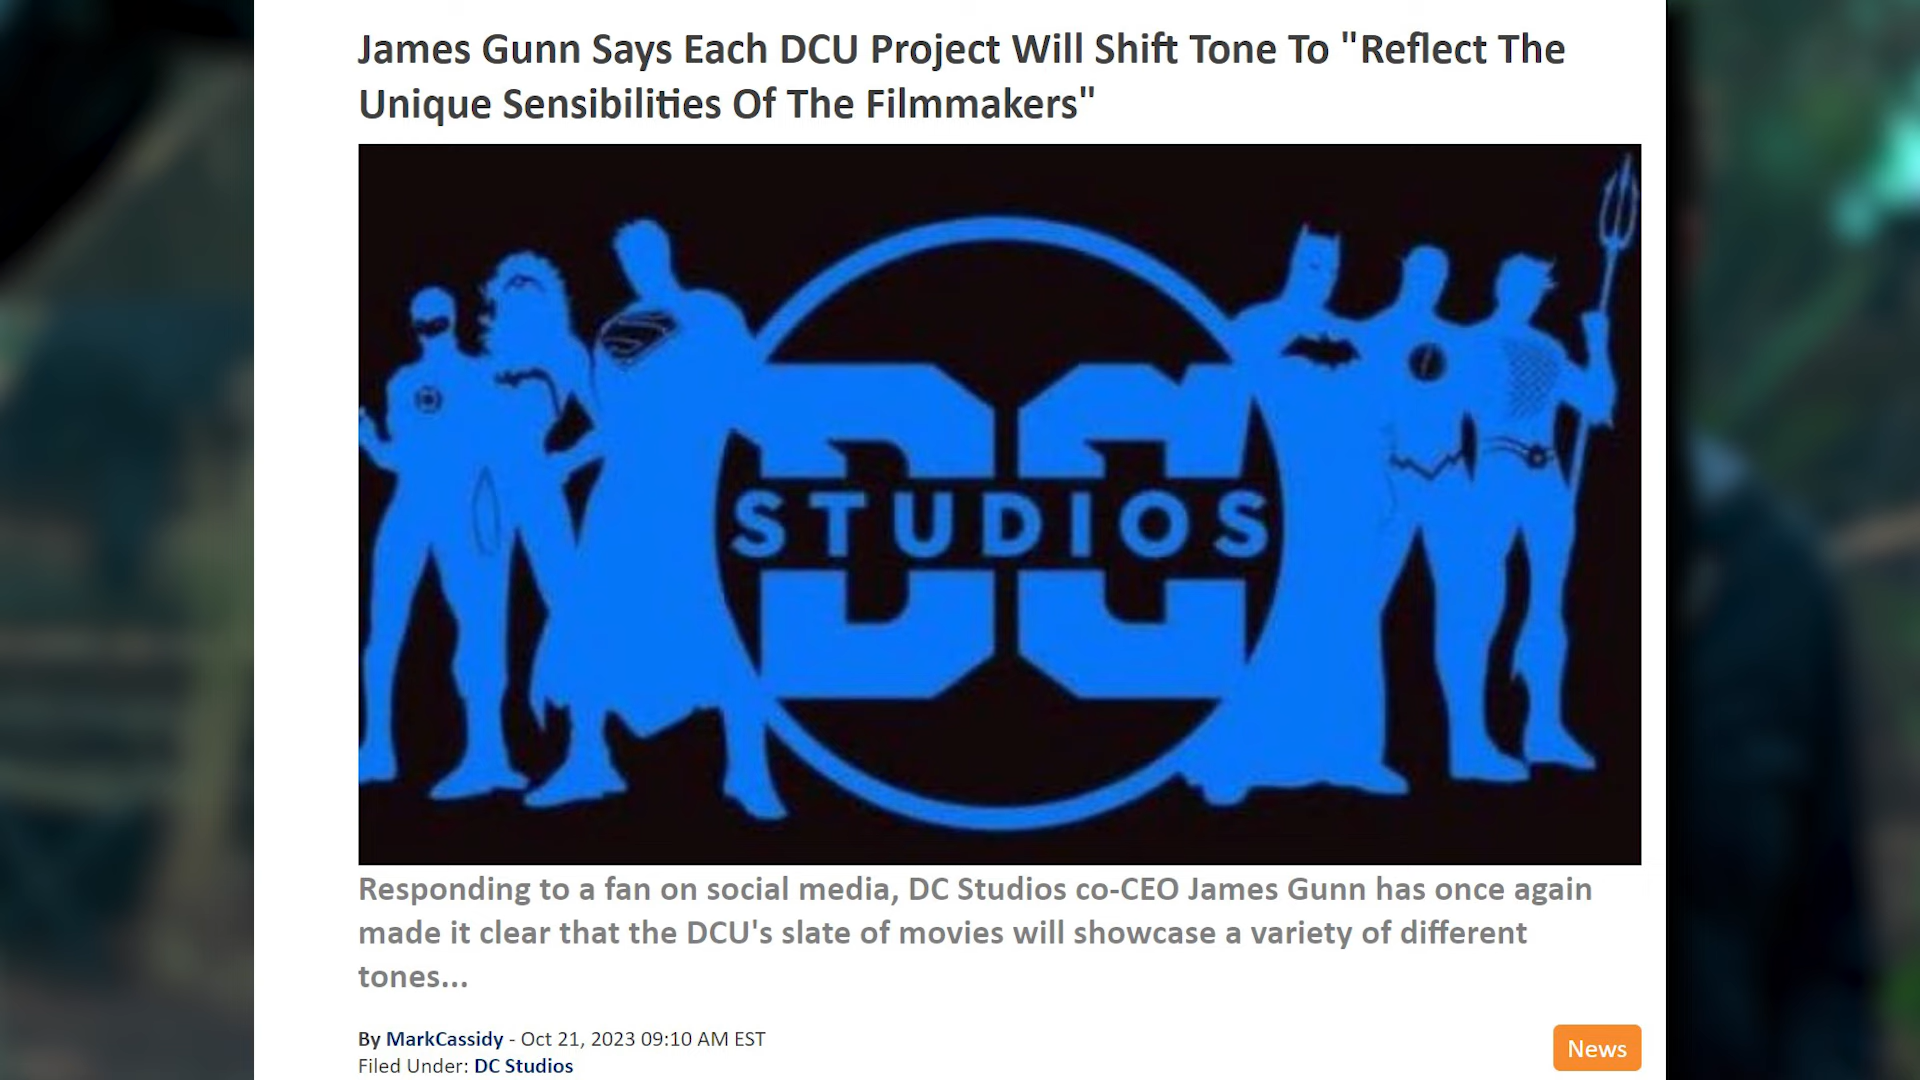 James Gunn Says Each DCU Project Will Shift Tone To "Reflect The
Unique Sensibilities Of The Filmmakers"
DC
STUDIOS
Responding to a fan on social media, DC Studios co-CEO James Gunn has once again
made it clear that the DCU's slate of movies will showcase a variety of different
tones...
By MarkCassidy - Oct 21, 2023 09:10 AM EST
News
Filed Under: DC Studios